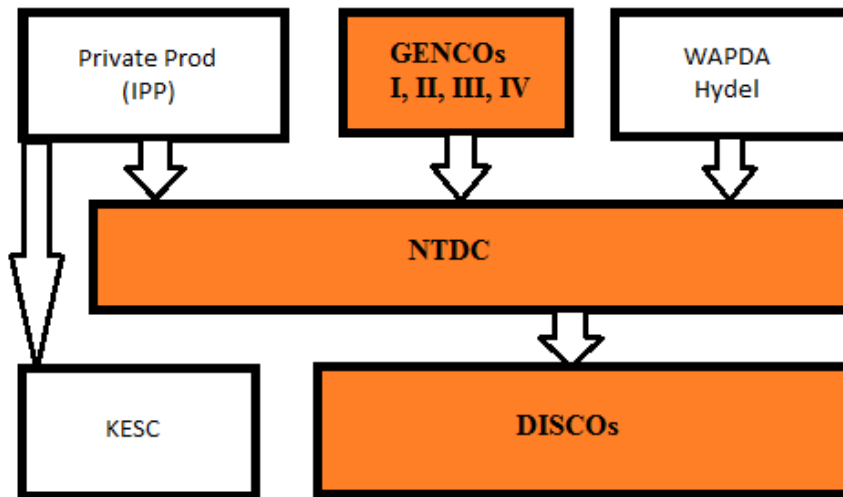 Private Prod
(IPP)
GENCOs
I, II, III, IV
WAPDA
Hydel
NTDC
KESC
DISCOs